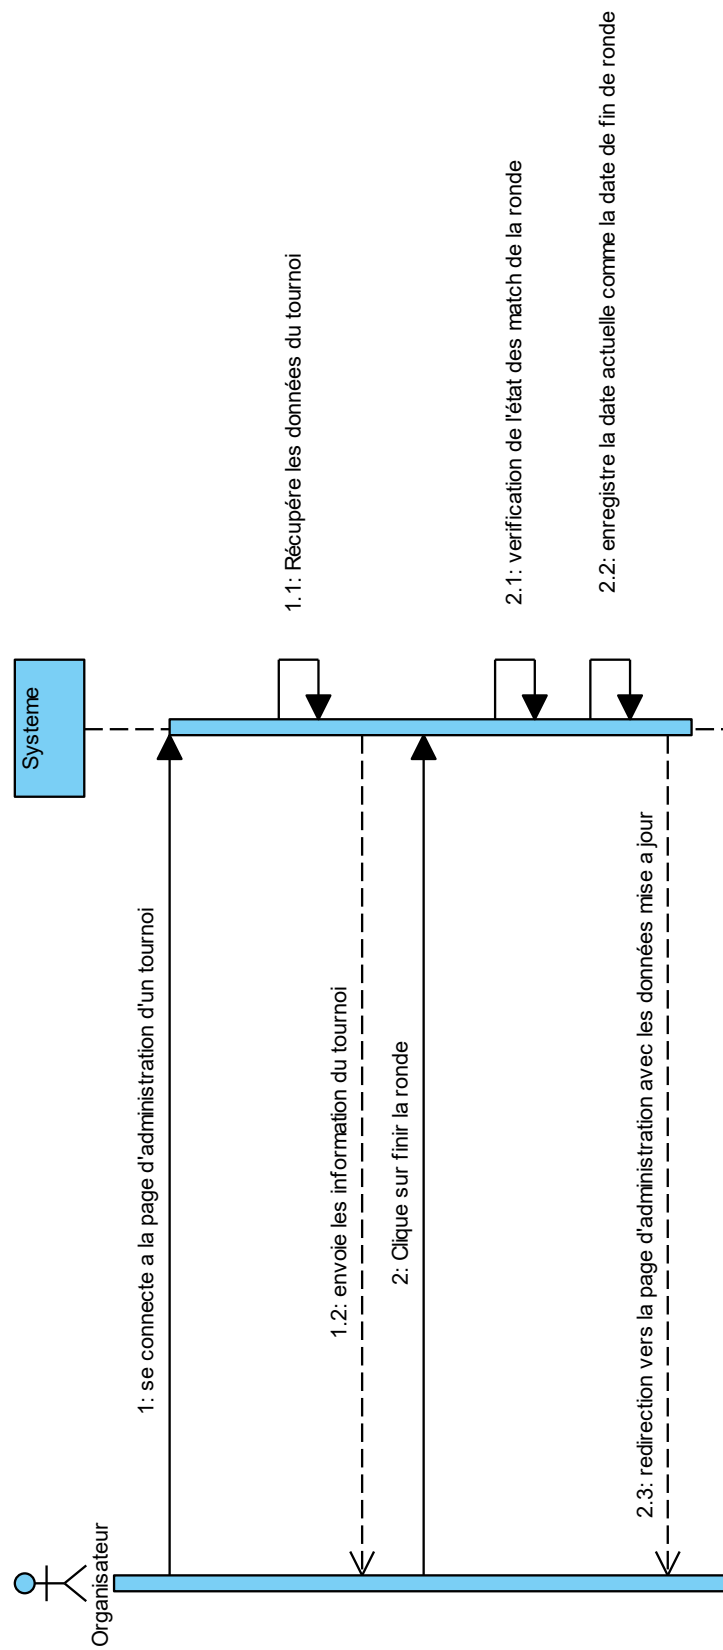 Organisateur
Systeme
1: se connecte a la page d'administration d'un tournoi
1.1: Récupére les données du tournoi
1.2: envoie les information du tournoi
2: Clique sur finir la ronde
2.1: verification de l'état des match de la ronde
2.2: enregistre la date actuelle comme la date de fin de ronde
2.3: redirection vers la page d'administration avec les données mise a jour